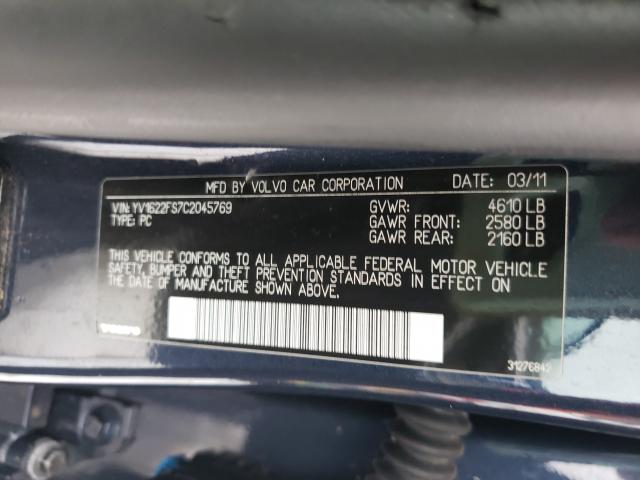 MFD BY VOLVO CAR CORPORATION DATE: 03/11
VIN: YV1622FS7C2045769 GVWR: 4610 LB
TYPE: PC GAWR FRONT: 2580 LB
GAWR REAR: 2160 LB
THIS VEHICLE CONFORMS TO ALL APPLICABLE FEDERAL MOTOR VEHICLE
SAFETY, BUMPER AND THEFT PREVENTION STANDARDS IN EFFECT ON
THE DATE OF MANUFACTURE SHOWN ABOVE.
VOLVO